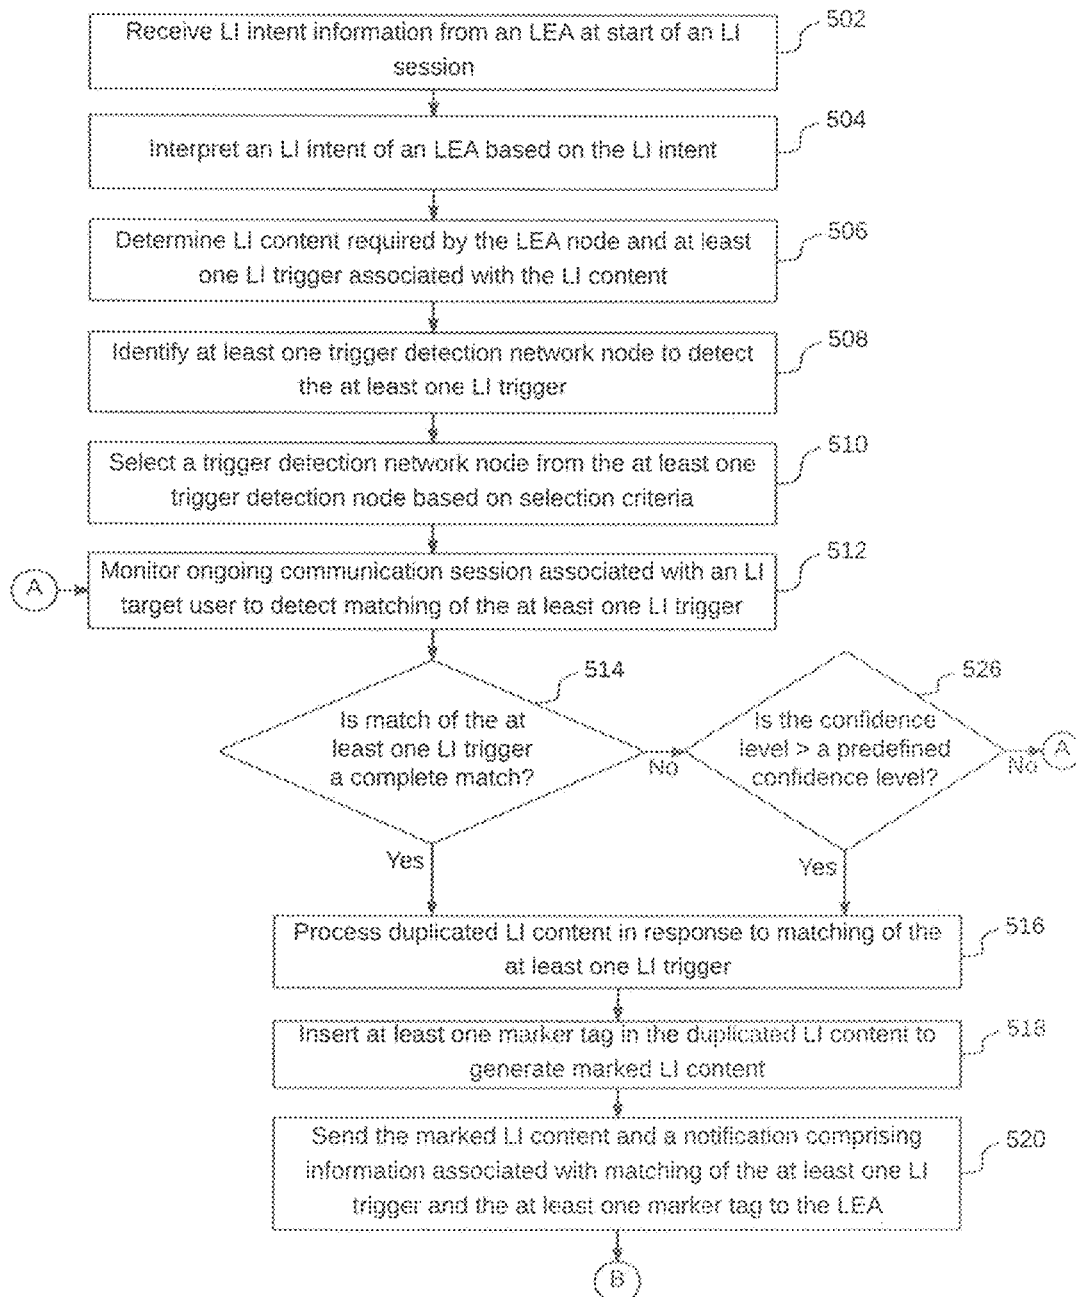 Receive LI intent information from an LEA at start of an LI
session
502
Interpret an LI intent of an LEA based on the LI intent
504
Determine LI content required by the LEA node and at least
one LI trigger associated with the LI content
506
Identify at least one trigger detection network node to detect
the at least one LI trigger
508
Select a trigger detection network node from the at least one
trigger detection node based on selection criteria
510
A
Monitor ongoing communication session associated with an LI
target user to detect matching of the at least one LI trigger
512
Is match of the at
least one LI trigger
a complete match?
514
No
Is the confidence
level > a predefined
confidence level?
526
No
A
Yes
Yes
Process duplicated LI content in response to matching of the
at least one LI trigger
516
Insert at least one marker tag in the duplicated LI content to
generate marked LI content
518
Send the marked LI content and a notification comprising
information associated with matching of the at least one LI
trigger and the at least one marker tag to the LEA
520
B